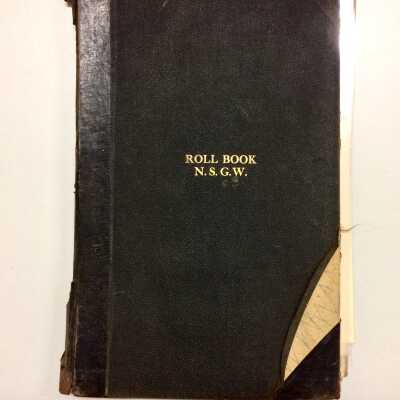 ROLL BOOK
N. S. G. W.